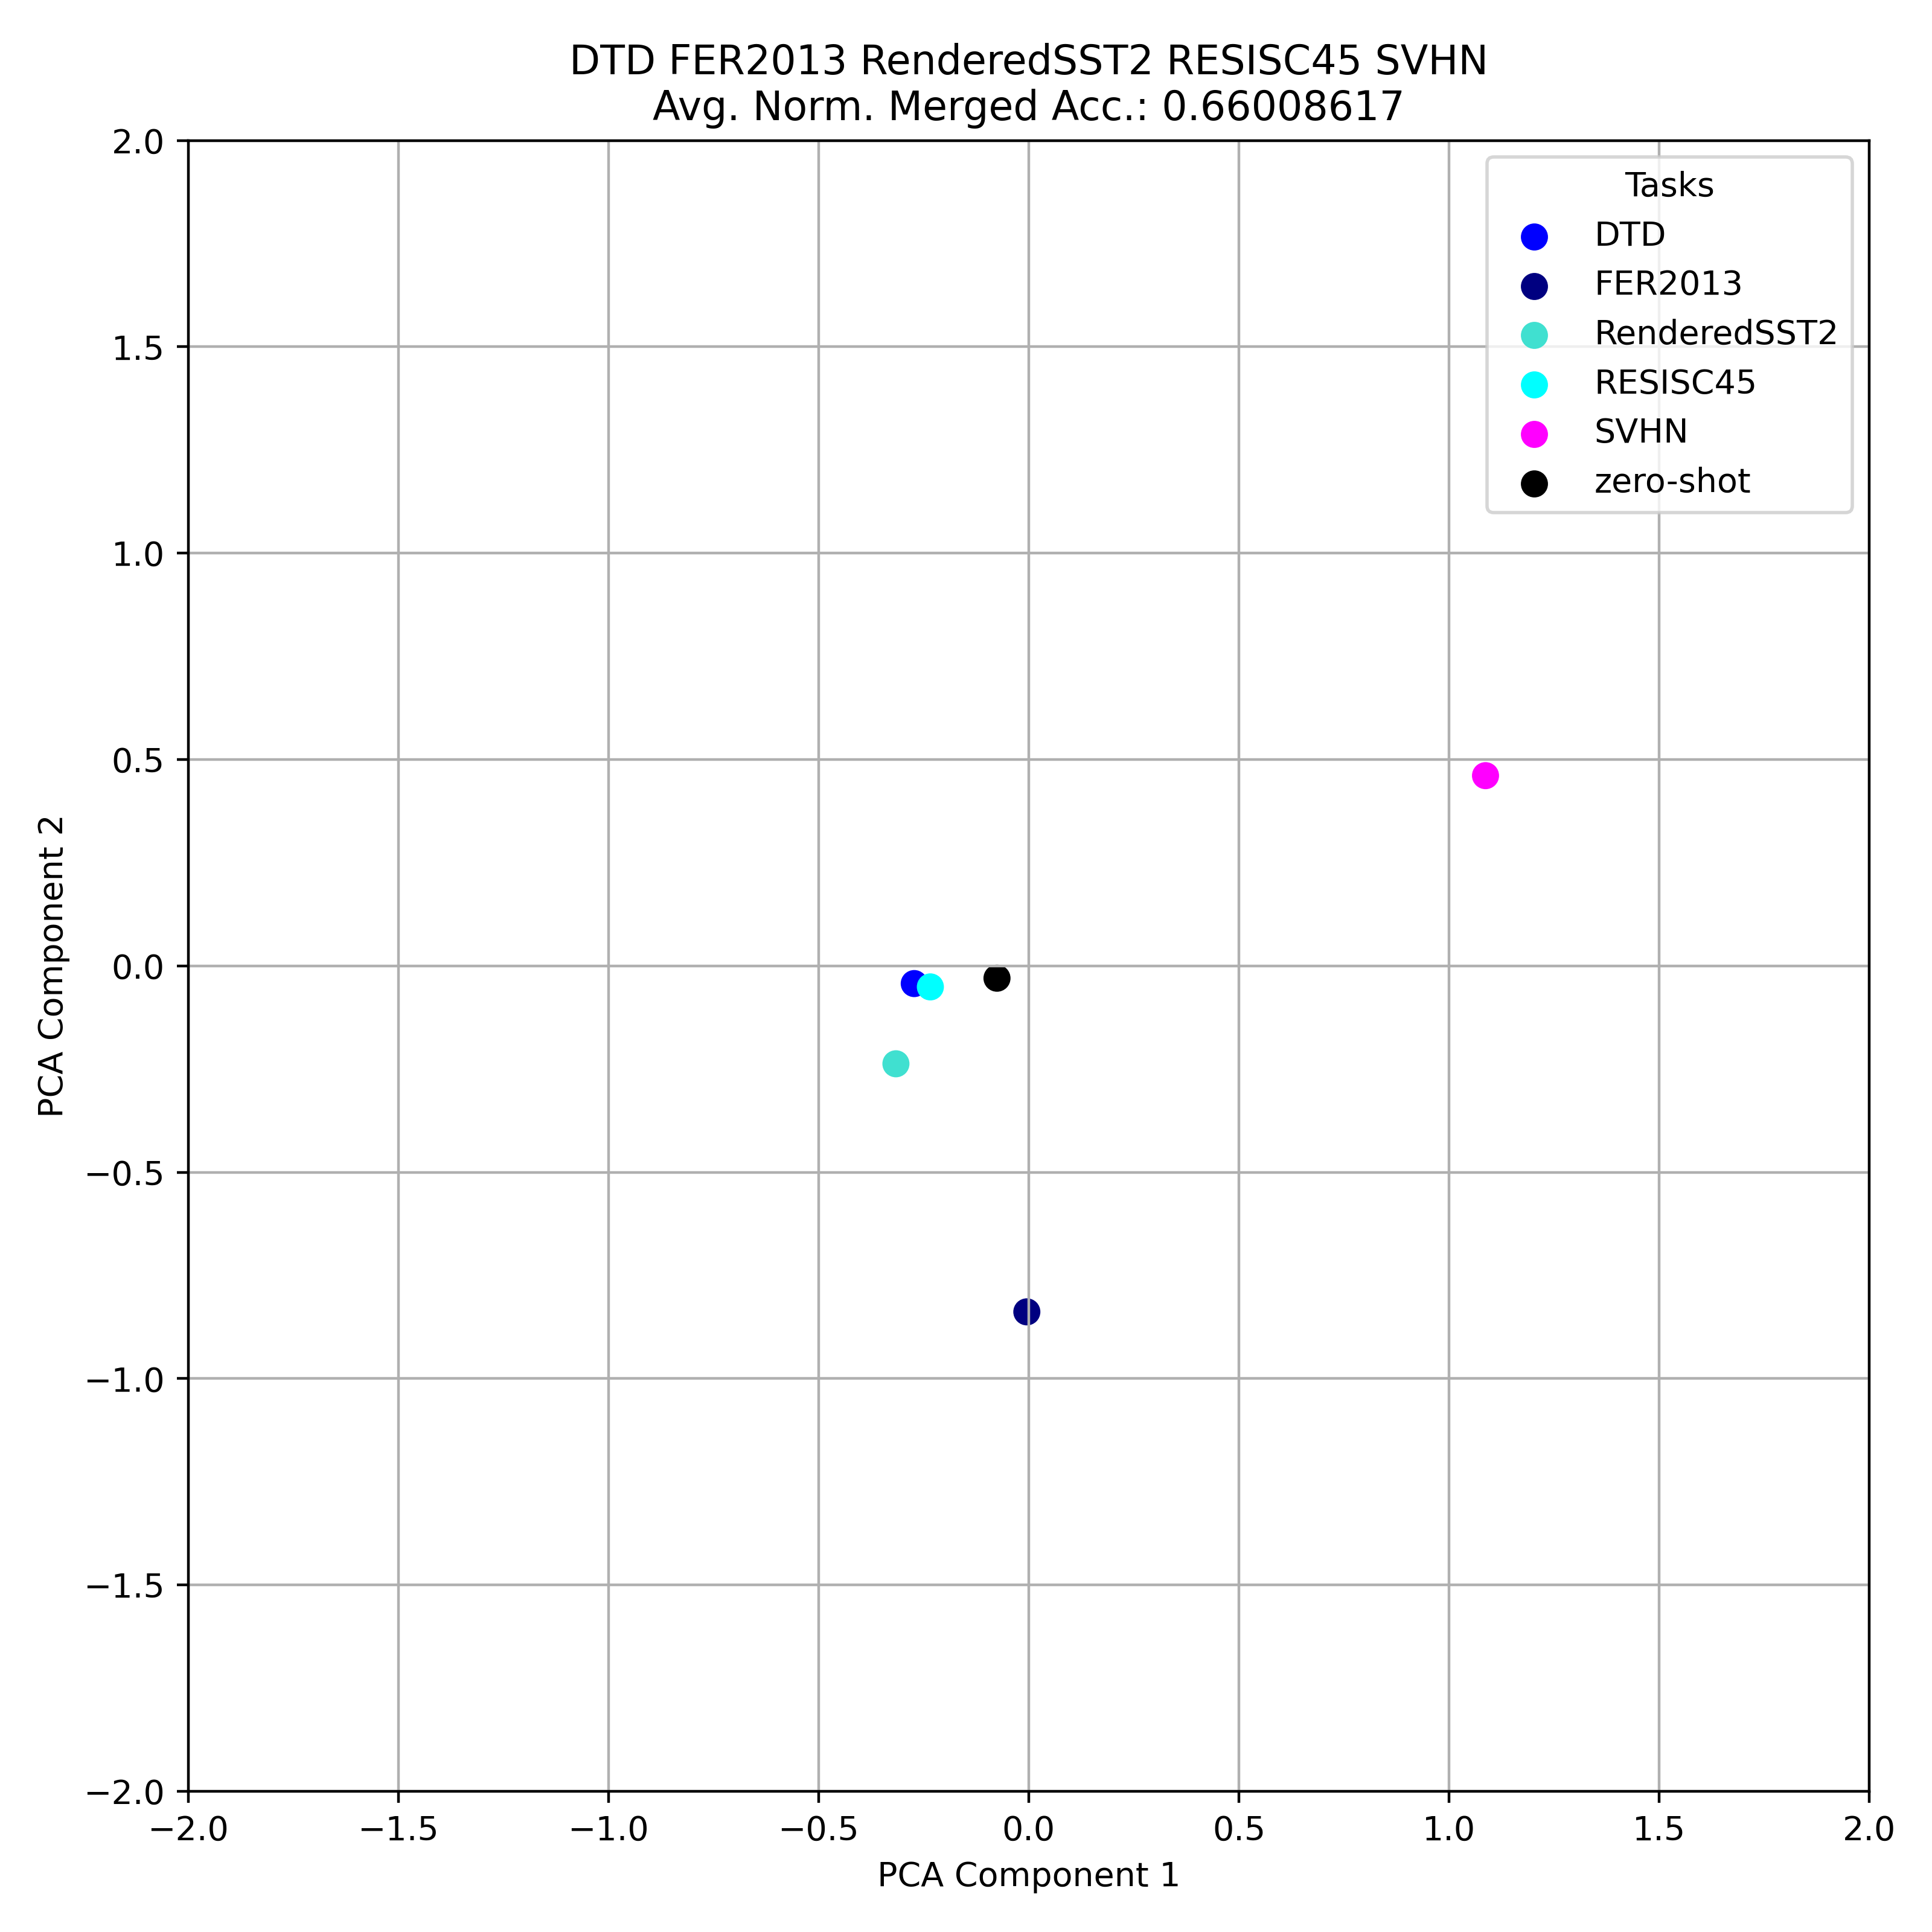 DTD FER2013 RenderedSST2 RESISC45 SVHN
Avg. Norm. Merged Acc.: 0.66008617
Tasks
DTD
FER2013
RenderedSST2
RESISC45
SVHN
zero-shot
2.0
1.5
1.0
0.5
0.0
−0.5
−1.0
−1.5
−2.0
PCA Component 2
−2.0 −1.5 −1.0 −0.5 0.0 0.5 1.0 1.5 2.0
PCA Component 1